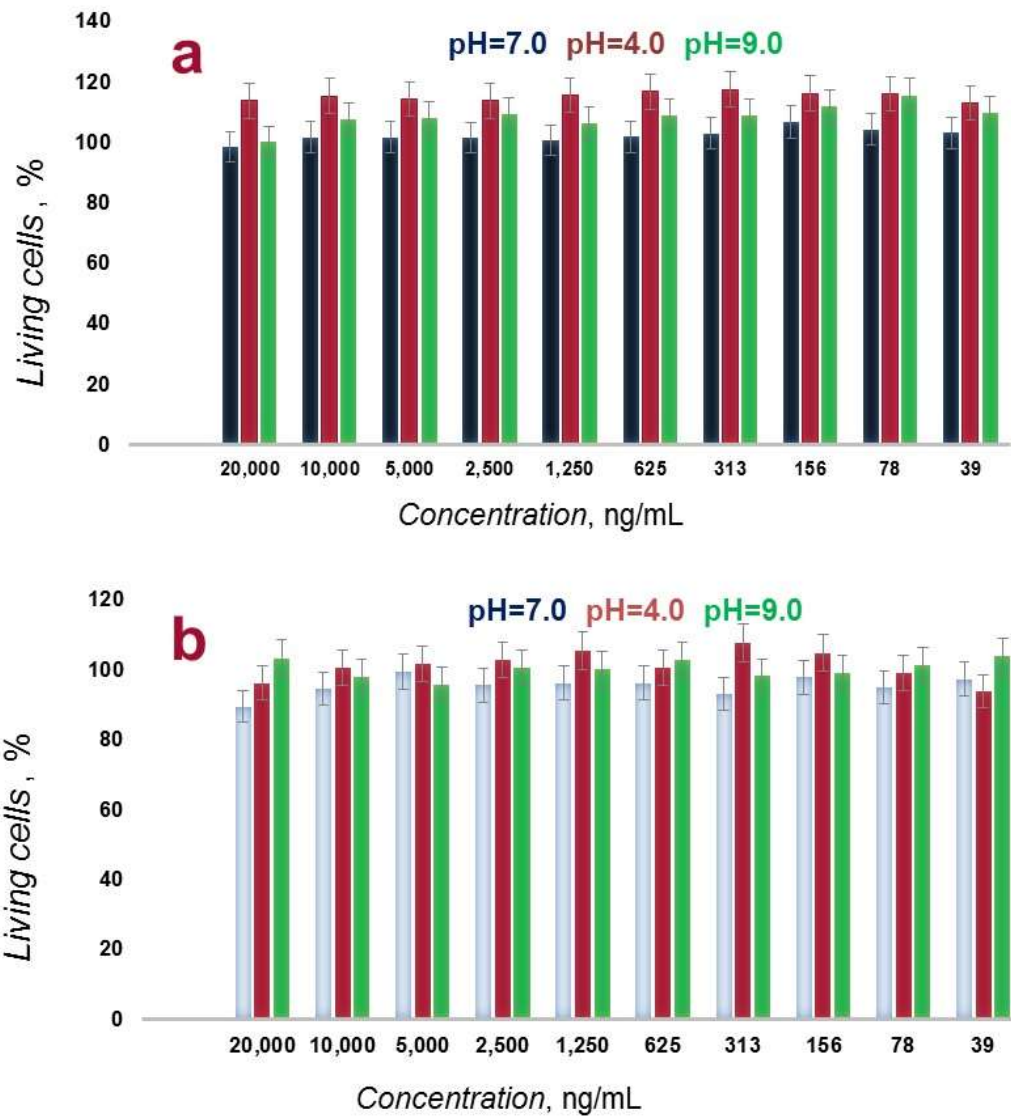 140
a
pH=7.0 pH=4.0 pH=9.0
120
100
80
60
40
20
0
Living cells , %
20,000 10,000 5,000 2,500 1,250 625 313 156 78 39
Concentration, ng/mL
120
b
pH=7.0 pH=4.0 pH=9.0
100
80
60
40
20
0
Living cells , %
20,000 10,000 5,000 2,500 1,250 625 313 156 78 39
Concentration, ng/mL